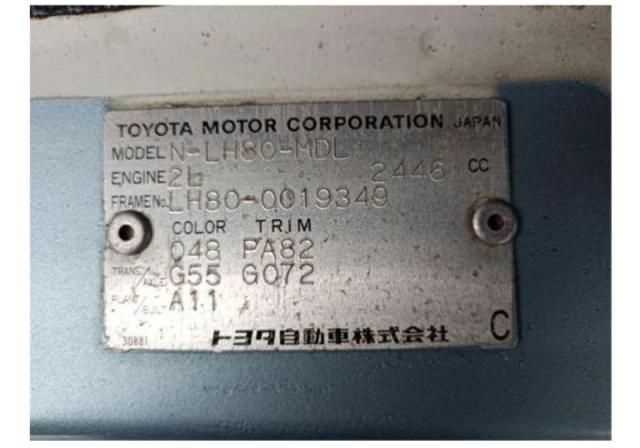 TOYOTA MOTOR CORPORATION JAPAN
MODEL N-LH80-MDL
ENGINE 2L 2446 CC
FRAME No. LH80-0019349
COLOR TRIM
048 PA82
TRANS/AXLE G55 G072
PLANT/BUILT A11
30881 トヨタ自動車株式会社 C